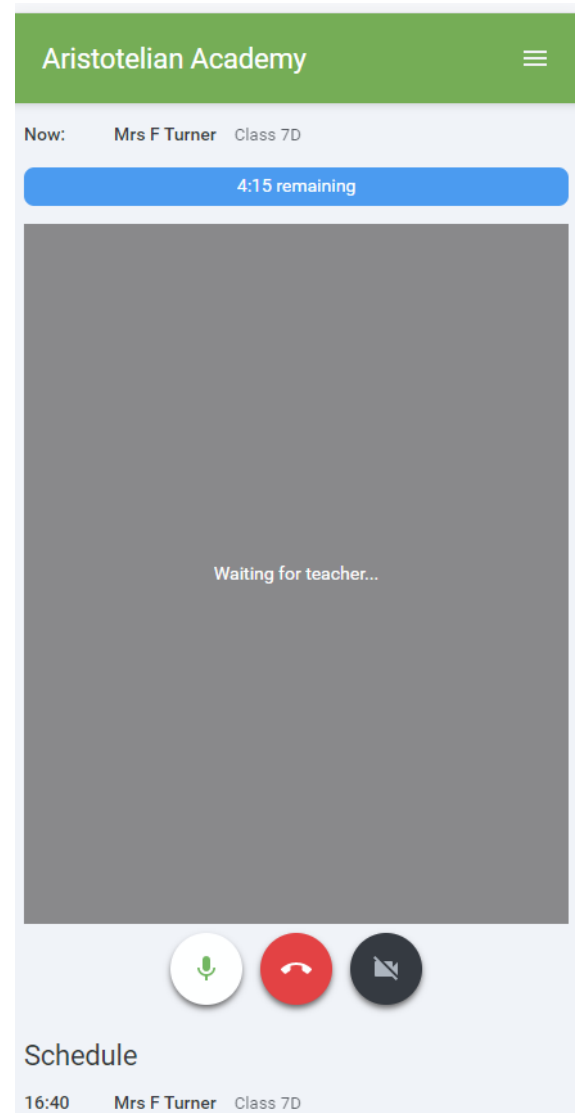 Aristotelian Academy
Now: Mrs F Turner Class 7D
4:15 remaining
Waiting for teacher...
Schedule
16:40 Mrs F Turner Class 7D